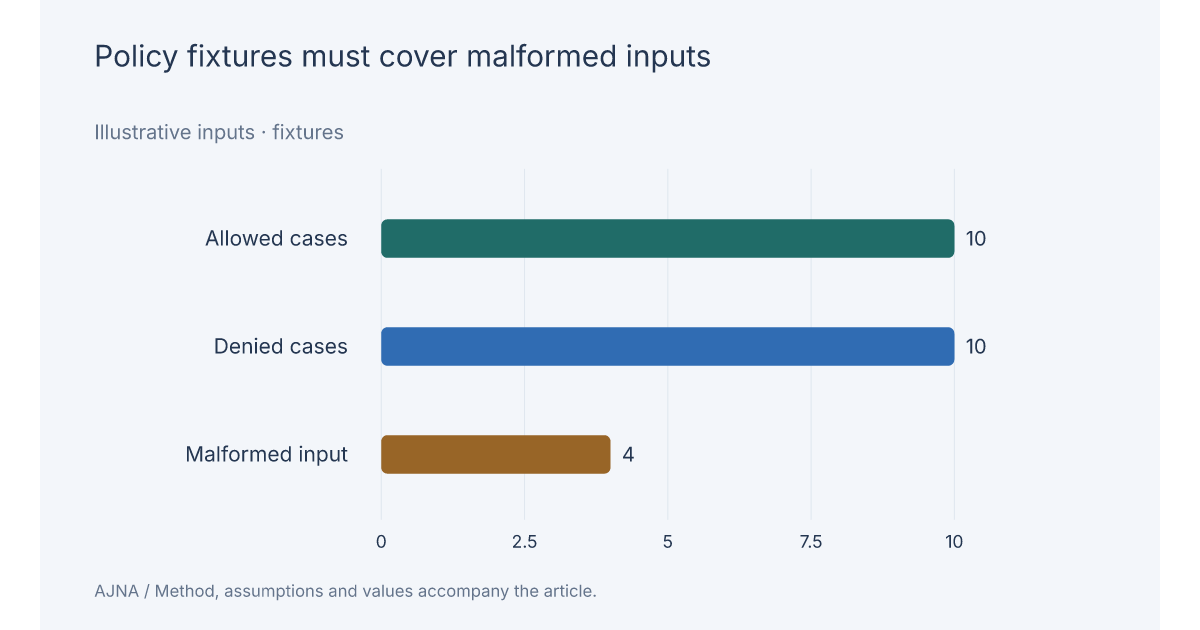 Policy fixtures must cover malformed inputs
Illustrative inputs · fixtures
Allowed cases 10
Denied cases 10
Malformed input 4
0 2.5 5 7.5 10
AJNA / Method, assumptions and values accompany the article.